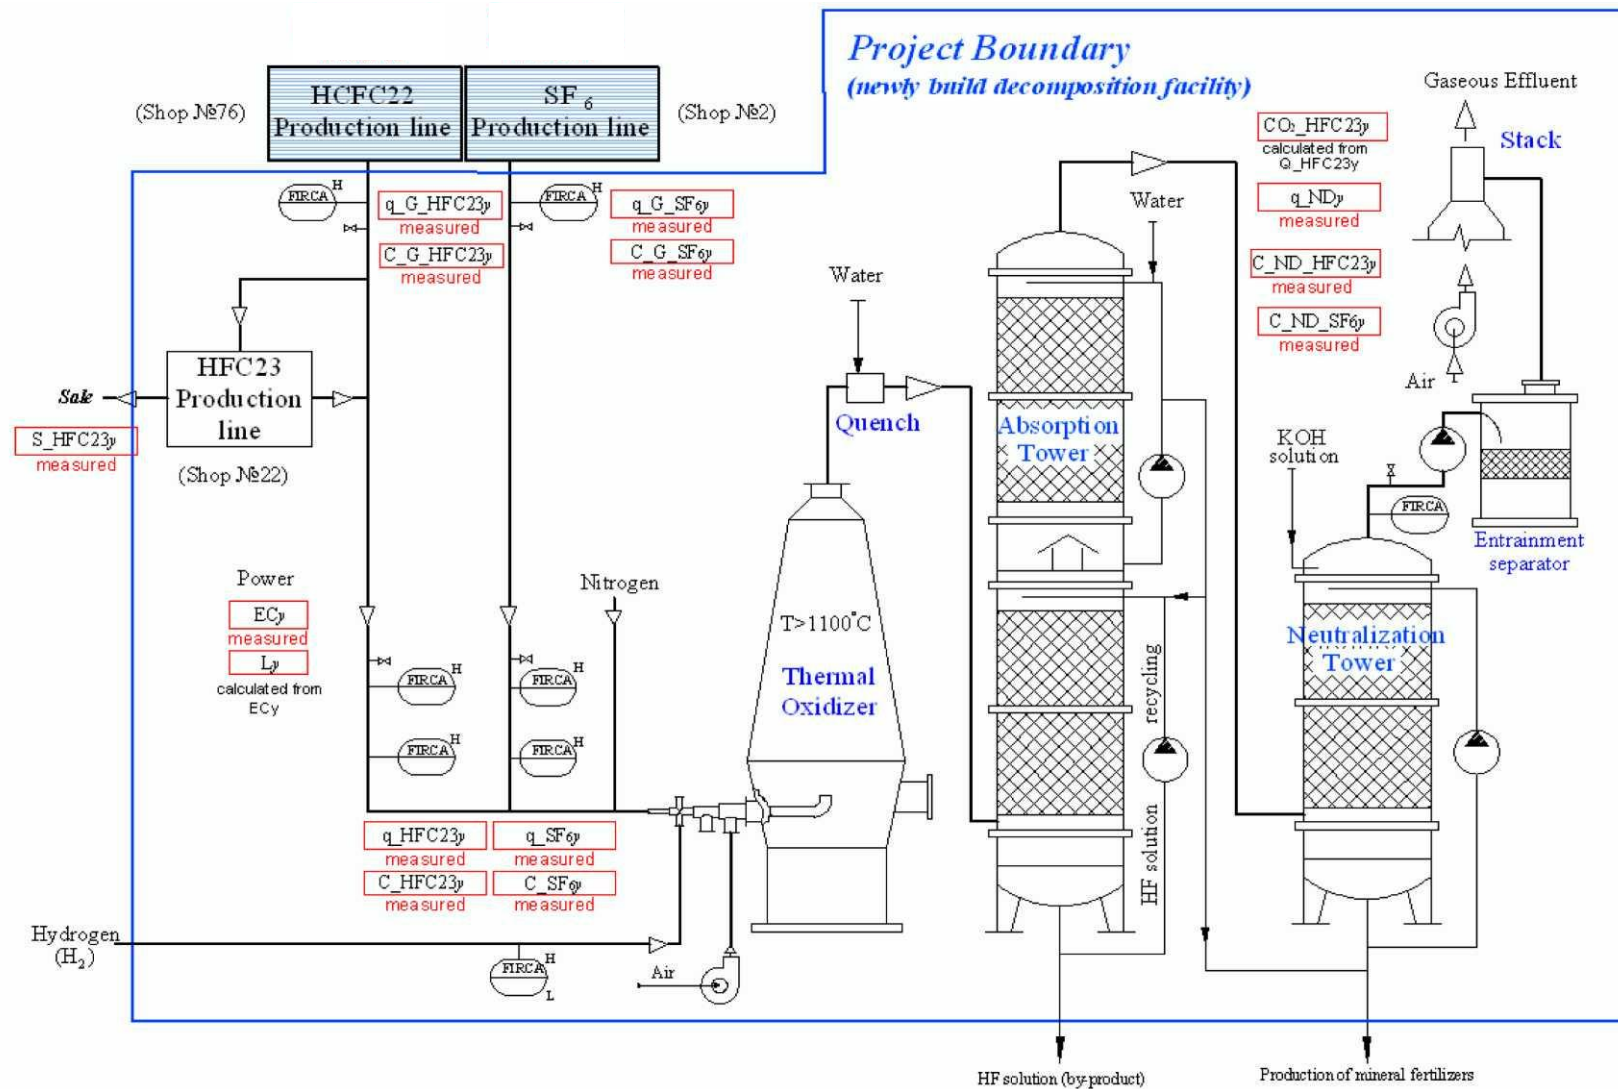 Project Boundary
(newly build decomposition facility)
(Shop №76)
HCFC22
Production line
SF6
Production line
(Shop №2)
Gaseous Effluent
Stack
CO2_HFC23y
calculated from
Q_HFC23y
q_NDy
measured
C_ND_HFC23y
measured
C_ND_SF6y
measured
Air
FIRCA
H
q_G_HFC23y
measured
C_G_HFC23y
measured
FIRCA
H
q_G_SF6y
measured
C_G_SF6y
measured
Water
Water
HFC23
Production
line
(Shop №22)
Sale
S_HFC23y
measured
Quench
Absorption
Tower
KOH
solution
FIRCA
Entrainment
separator
Power
ECy
measured
Ly
calculated from
ECy
Nitrogen
FIRCA
H
FIRCA
H
FIRCA
H
FIRCA
H
T>1100°C
Thermal
Oxidizer
Neutralization
Tower
HF solution
recycling
q_HFC23y
measured
C_HFC23y
measured
q_SF6y
measured
C_SF6y
measured
Hydrogen
(H2)
FIRCA
H
L
Air
HF solution (by-product)
Production of mineral fertilizers